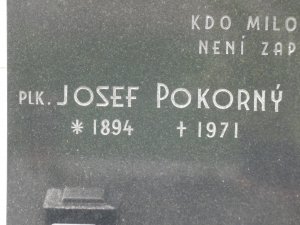 KDO MILO
NENÍ ZAP
PLK. JOSEF POKORNÝ
* 1894 † 1971